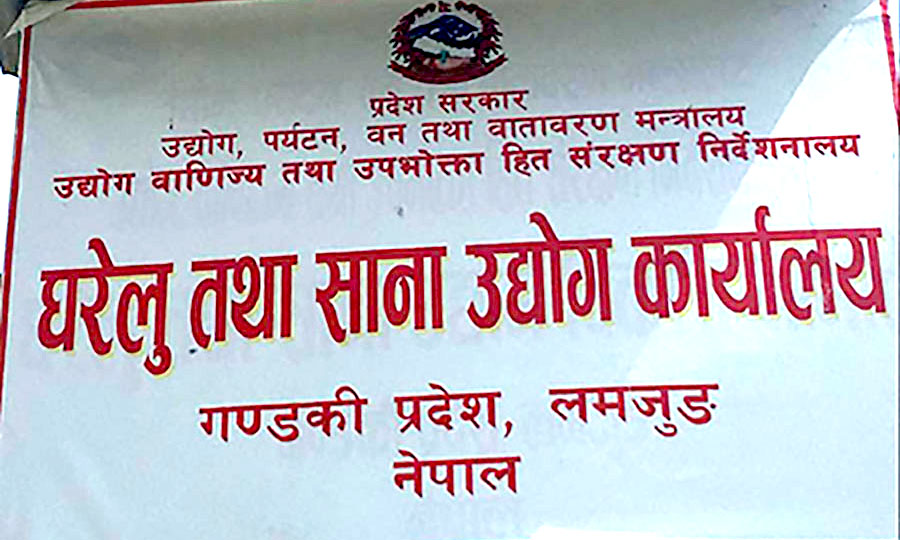 प्रदेश सरकार
उद्योग, पर्यटन, वन तथा वातावरण मन्त्रालय
उद्योग वाणिज्य तथा उपभोक्ता हित संरक्षण निर्देशनालय
घरेलु तथा साना उद्योग कार्यालय
गण्डकी प्रदेश, लमजुङ
नेपाल